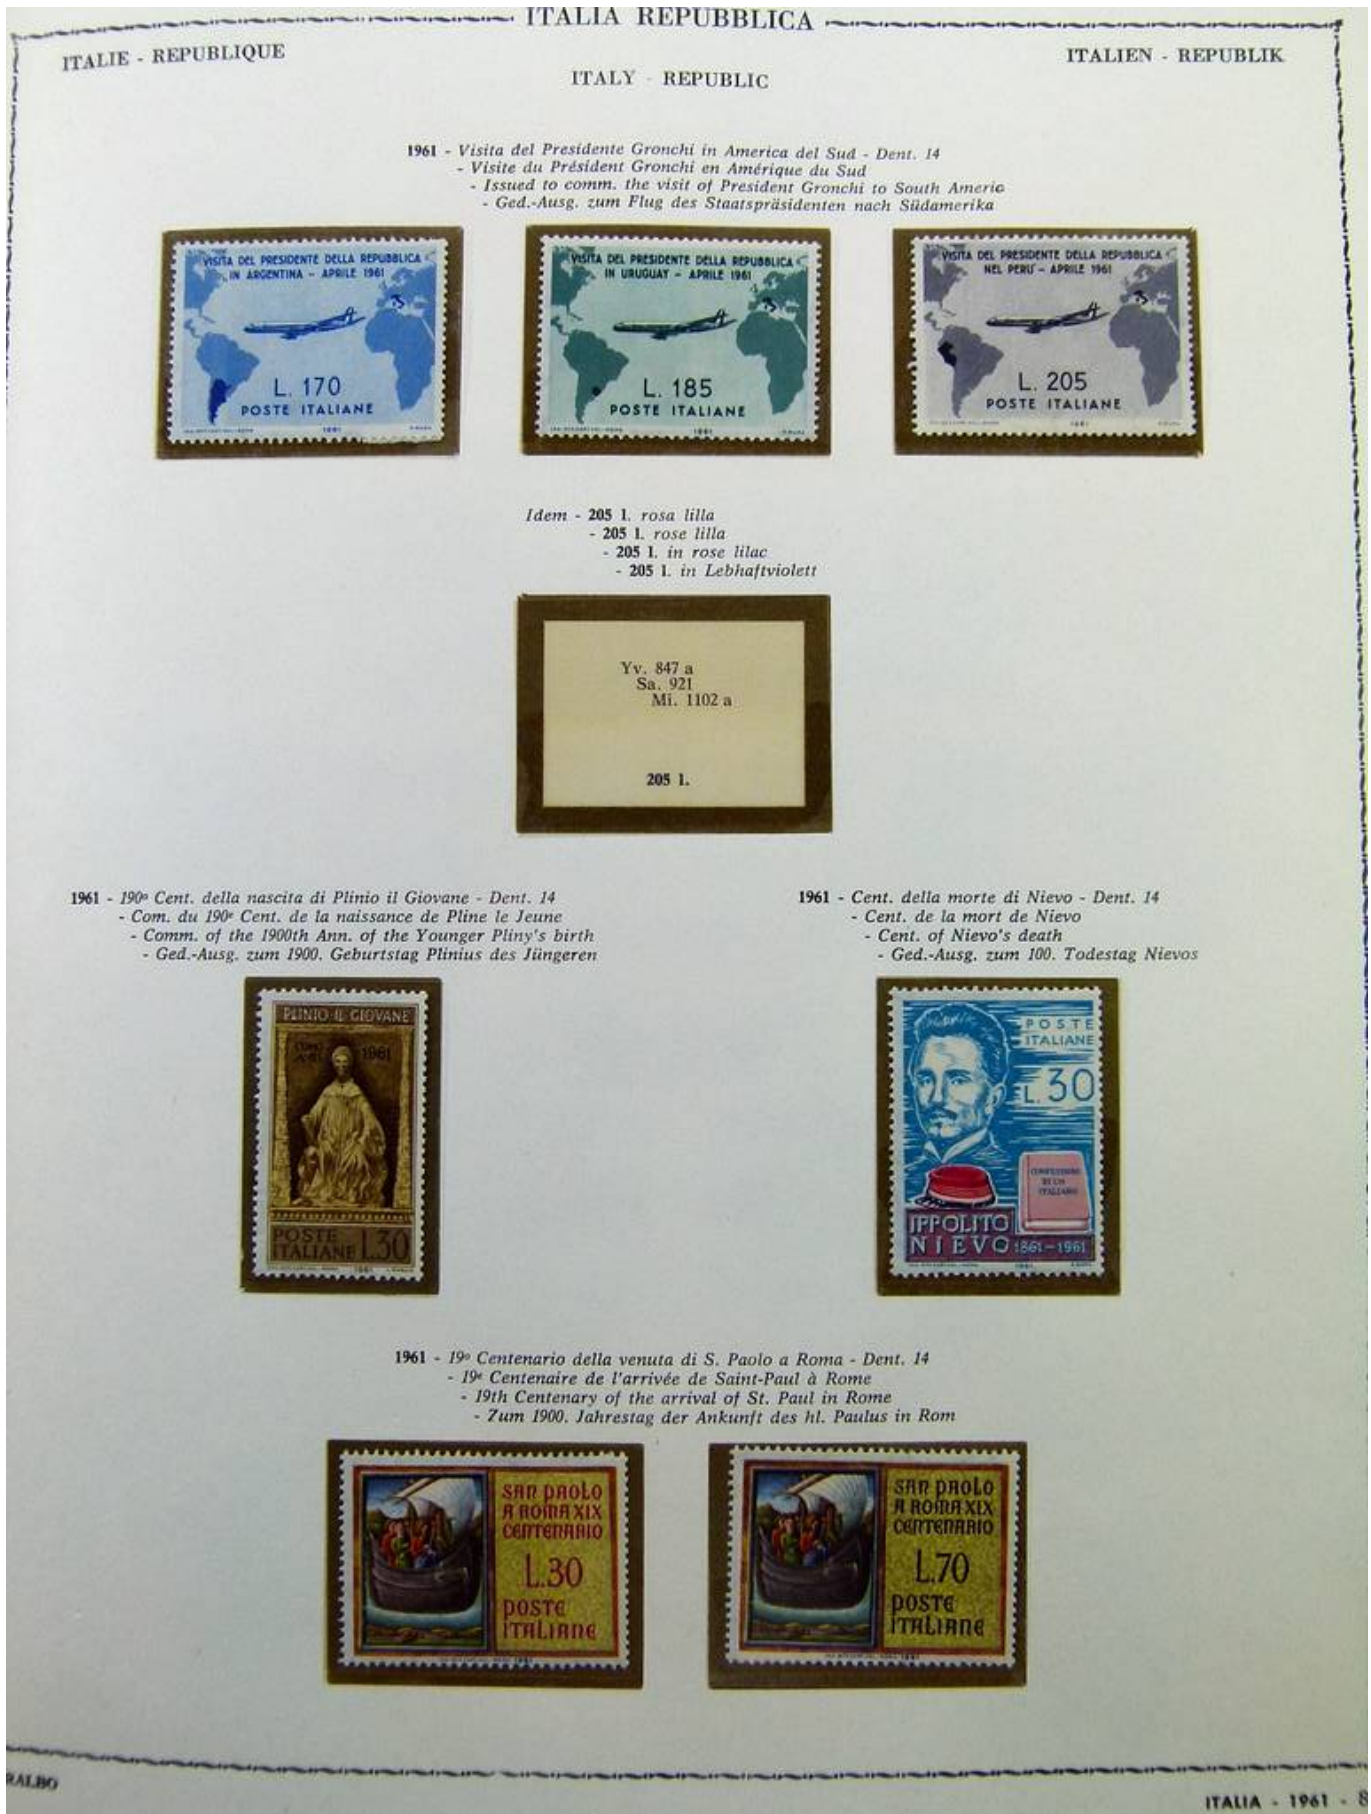 ITALIA REPUBBLICA
ITALIE - REPUBLIQUE
ITALIEN - REPUBLIK
ITALY - REPUBLIC
1961 - Visita del Presidente Gronchi in America del Sud - Dent. 14
- Visite du Président Gronchi en Amérique du Sud
- Issued to comm. the visit of President Gronchi to South Americ
- Ged.-Ausg. zum Flug des Staatspräsidenten nach Südamerika
VISITA DEL PRESIDENTE DELLA REPUBBLICA
IN ARGENTINA - APRILE 1961
L. 170
POSTE ITALIANE
1961
VISITA DEL PRESIDENTE DELLA REPUBBLICA
IN URUGUAY - APRILE 1961
L. 185
POSTE ITALIANE
1961
VISITA DEL PRESIDENTE DELLA REPUBBLICA
NEL PERU' - APRILE 1961
L. 205
POSTE ITALIANE
1961
Idem - 205 l. rosa lilla
- 205 l. rose lilla
- 205 l. in rose lilac
- 205 l. in Lebhaftviolett
Yv. 847 a
Sa. 921
Mi. 1102 a
205 l.
1961 - 190º Cent. della nascita di Plinio il Giovane - Dent. 14
- Com. du 190e Cent. de la naissance de Pline le Jeune
- Comm. of the 1900th Ann. of the Younger Pliny's birth
- Ged.-Ausg. zum 1900. Geburtstag Plinius des Jüngeren
1961 - Cent. della morte di Nievo - Dent. 14
- Cent. de la mort de Nievo
- Cent. of Nievo's death
- Ged.-Ausg. zum 100. Todestag Nievos
PLINIO IL GIOVANE
1961
POSTE
ITALIANE L.30
1961
POSTE
ITALIANE
L.30
CONFESSIONI
DI UN
ITALIANO
IPPOLITO
NIEVO 1861-1961
1961
1961 - 19º Centenario della venuta di S. Paolo a Roma - Dent. 14
- 19e Centenaire de l'arrivée de Saint-Paul à Rome
- 19th Centenary of the arrival of St. Paul in Rome
- Zum 1900. Jahrestag der Ankunft des hl. Paulus in Rom
SAN PAOLO
A ROMA XIX
CENTENARIO
L.30
POSTE
ITALIANE
1961
SAN PAOLO
A ROMA XIX
CENTENARIO
L.70
POSTE
ITALIANE
1961
RALBO
ITALIA - 1961 - 8